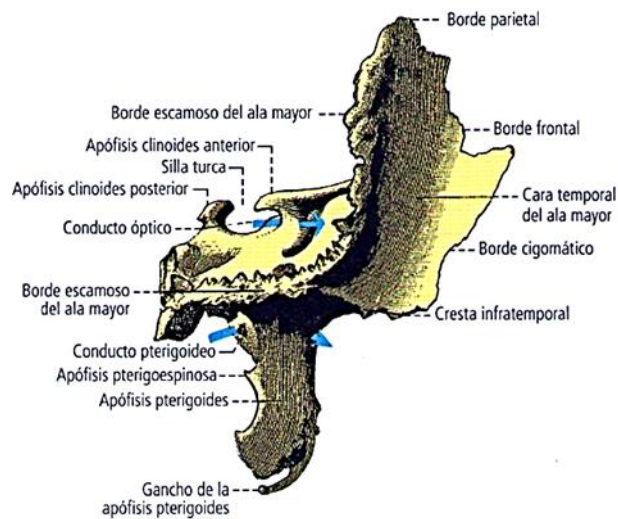 Borde parietal
Borde escamoso del ala mayor
Apófisis clinoides anterior
Borde frontal
Silla turca
Apófisis clinoides posterior
Cara temporal
del ala mayor
Conducto óptico
Borde cigomático
Borde escamoso
del ala mayor
Cresta infratemporal
Conducto pterigoideo
Apófisis pterigoespinosa
Apófisis pterigoides
Gancho de la
apófisis pterigoides